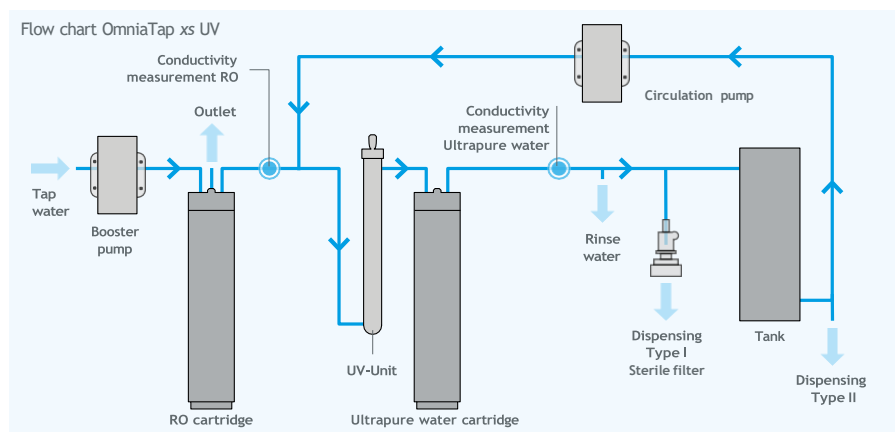 Flow chart OmniaTap xs UV
Conductivity
measurement RO
Outlet
Circulation pump
Conductivity
measurement
Ultrapure water
Tap
water
Booster
pump
Rinse
water
UV-Unit
Dispensing
Type I
Sterile filter
Tank
Dispensing
Type II
RO cartridge
Ultrapure water cartridge